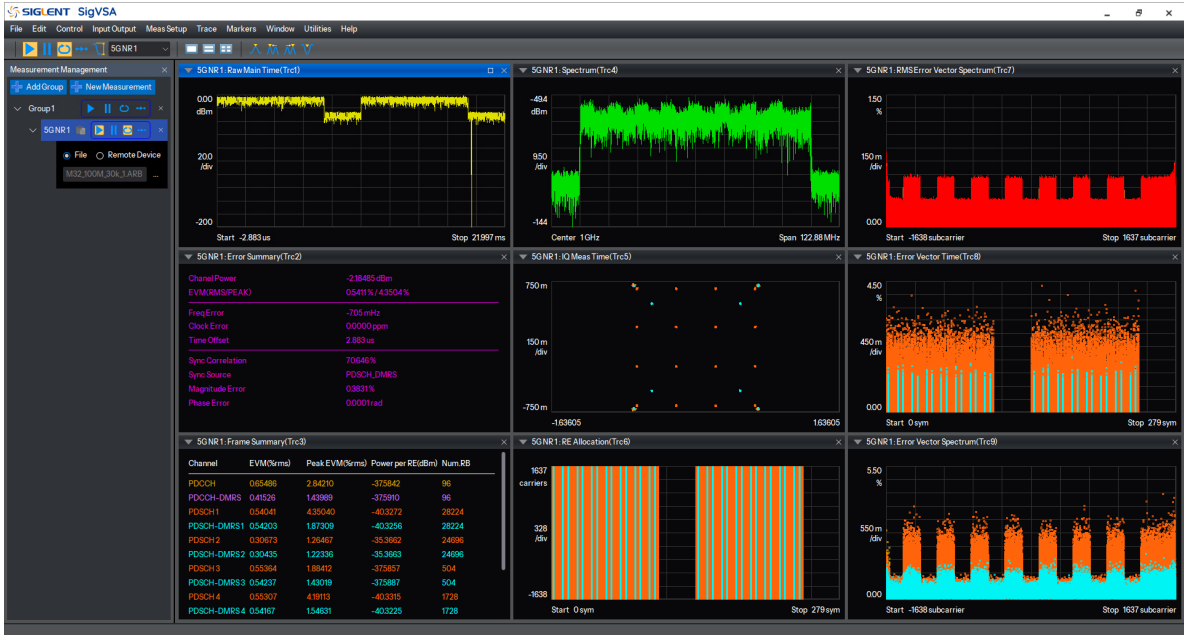 SIGLENT SigVSA
File Edit Control Input Output Meas Setup Trace Markers Window Utilities Help
5G NR 1
Measurement Management
Add Group New Measurement
Group1
5G NR 1
File Remote Device
M32_100M_30k_1.ARB ...
5G NR 1 : Raw Main Time(Trc1)
0.00
dBm
20.0
/div
-200
Start -2.883 us Stop 21.997 ms
5G NR 1 : Spectrum(Trc4)
-49.4
dBm
9.50
/div
-144
Center 1 GHz Span 122.88 MHz
5G NR 1 : RMS Error Vector Spectrum(Trc7)
1.50
%
150 m
/div
0.00
Start -1638 subcarrier Stop 1637 subcarrier
5G NR 1 : Error Summary(Trc2)
Chanel Power -2.18485 dBm
EVM(RMS/PEAK) 0.5411 % / 4.3504 %
Freq Error -7.05 mHz
Clock Error 0.0000 ppm
Time Offset 2.883 us
Sync Correlation 70.646 %
Sync Source PDSCH_DMRS
Magnitude Error 0.3831 %
Phase Error 0.0001 rad
5G NR 1 : IQ Meas Time(Trc5)
750 m
150 m
/div
-750 m
-1.63605 1.63605
5G NR 1 : Error Vector Time(Trc8)
4.50
%
450 m
/div
0.00
Start 0 sym Stop 279 sym
5G NR 1 : Frame Summary(Trc3)
Channel EVM(%rms) Peak EVM(%rms) Power per RE(dBm) Num.RB
PDCCH 0.65486 2.84210 -37.5842 96
PDCCH-DMRS 0.41526 1.43989 -37.5910 96
PDSCH 1 0.54041 4.35040 -40.3272 28224
PDSCH-DMRS 1 0.54203 1.87309 -40.3256 28224
PDSCH 2 0.30673 1.26467 -35.3662 24696
PDSCH-DMRS 2 0.30435 1.22336 -35.3663 24696
PDSCH 3 0.55364 1.88412 -37.5857 504
PDSCH-DMRS 3 0.54237 1.43019 -37.5887 504
PDSCH 4 0.55307 4.19113 -40.3315 1728
PDSCH-DMRS 4 0.54167 1.54631 -40.3225 1728
5G NR 1 : RE Allocation(Trc6)
1637
carriers
328
/div
-1638
Start 0 sym Stop 279 sym
5G NR 1 : Error Vector Spectrum(Trc9)
5.50
%
550 m
/div
0.00
Start -1638 subcarrier Stop 1637 subcarrier